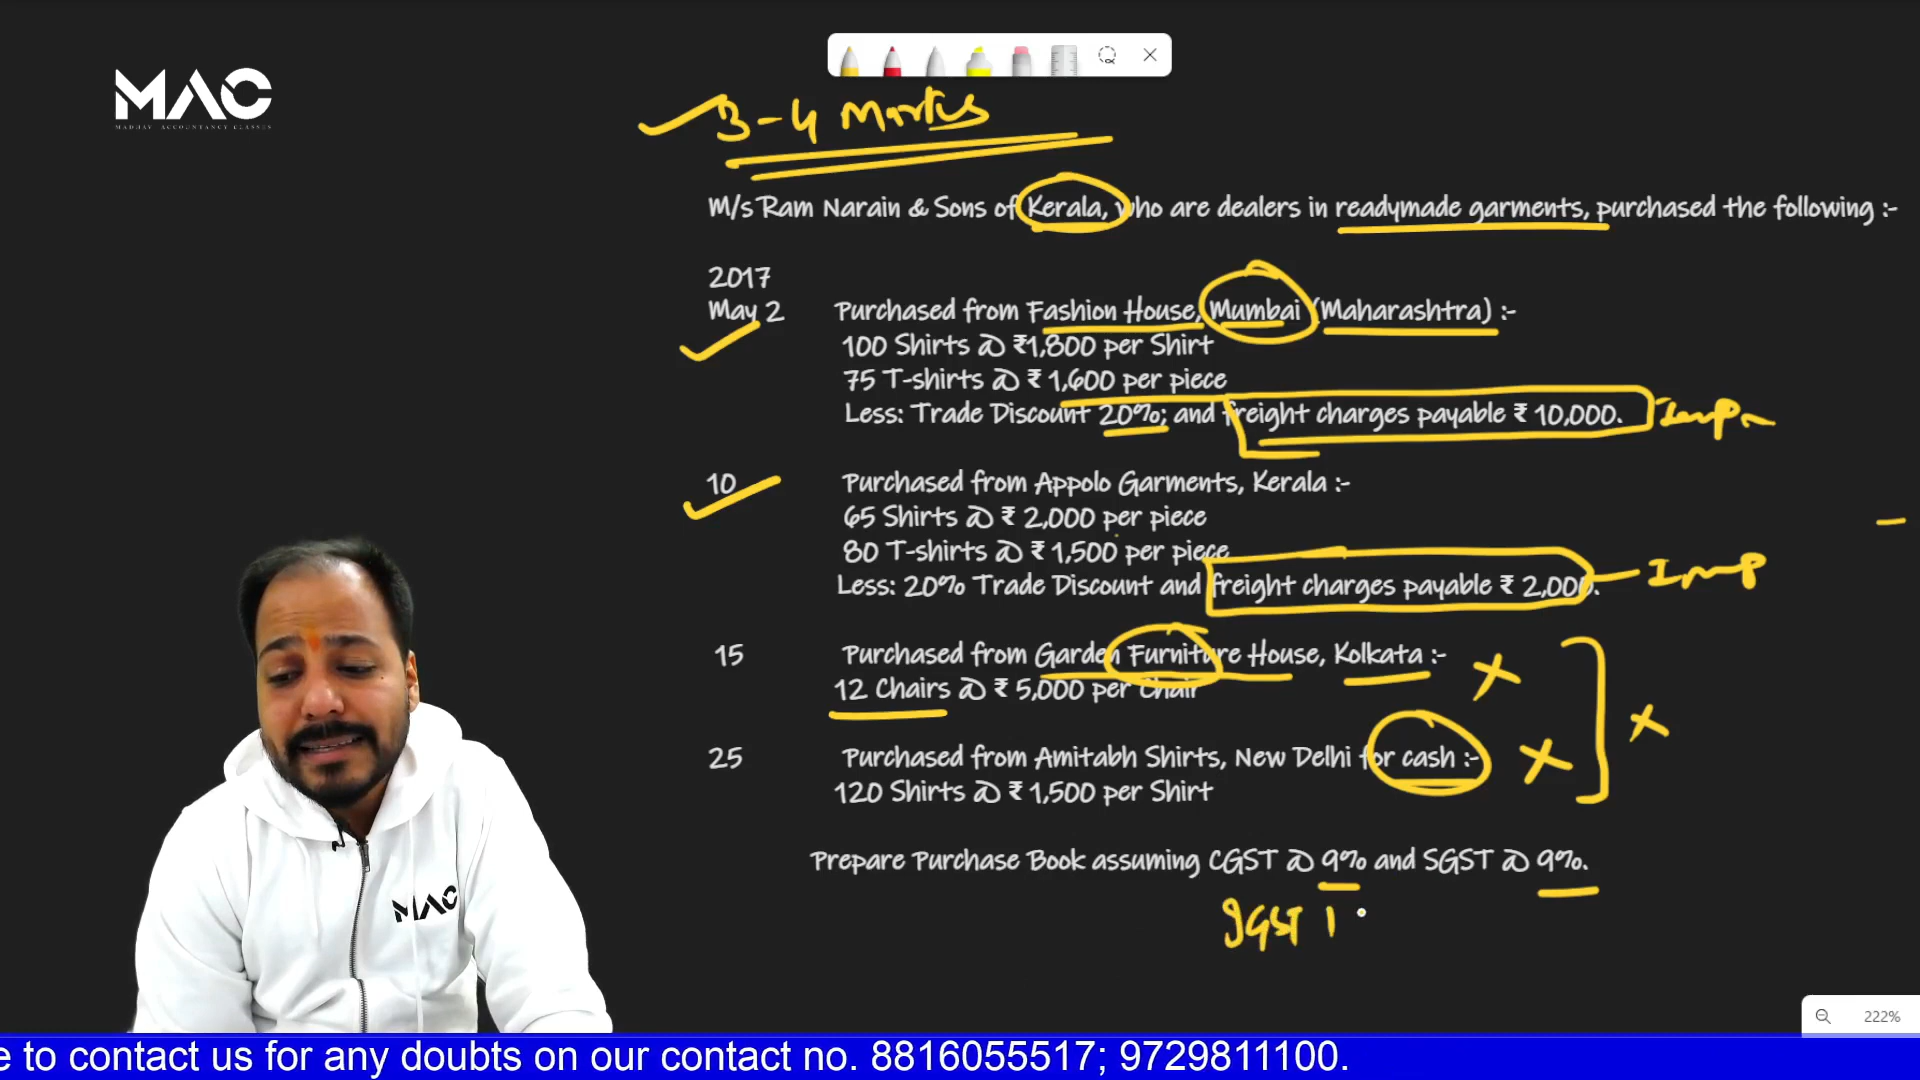 MAC
MADHAV ACCOUNTANCY CLASSES
3-4 Marks
M/s Ram Narain & Sons of Kerala, who are dealers in readymade garments, purchased the following :-
2017
May 2 Purchased from Fashion House, Mumbai (Maharashtra) :-
100 Shirts @ ₹1,800 per Shirt
75 T-shirts @ ₹ 1,600 per piece
Less: Trade Discount 20%; and freight charges payable ₹ 10,000.
Imp
10 Purchased from Appolo Garments, Kerala :-
65 Shirts @ ₹ 2,000 per piece
80 T-shirts @ ₹ 1,500 per piece
Less: 20% Trade Discount and freight charges payable ₹ 2,000.
Imp
15 Purchased from Garden Furniture House, Kolkata :-
12 Chairs @ ₹ 5,000 per Chair
25 Purchased from Amitabh Shirts, New Delhi for cash :-
120 Shirts @ ₹ 1,500 per Shirt
Prepare Purchase Book assuming CGST @ 9% and SGST @ 9%.
IGST 1
MAC
222%
e to contact us for any doubts on our contact no. 8816055517; 9729811100.